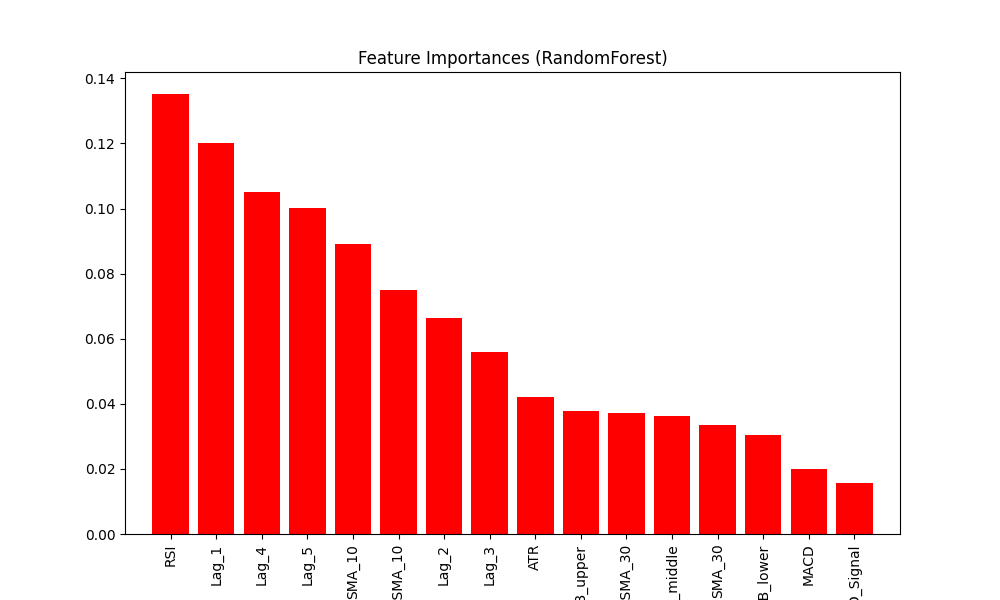 Feature Importances (RandomForest)
0.14
0.12
0.10
0.08
0.06
0.04
0.02
0.00
RSI
Lag_1
Lag_4
Lag_5
SMA_10
SMA_10
Lag_2
Lag_3
ATR
B_upper
SMA_30
_middle
SMA_30
B_lower
MACD
_Signal